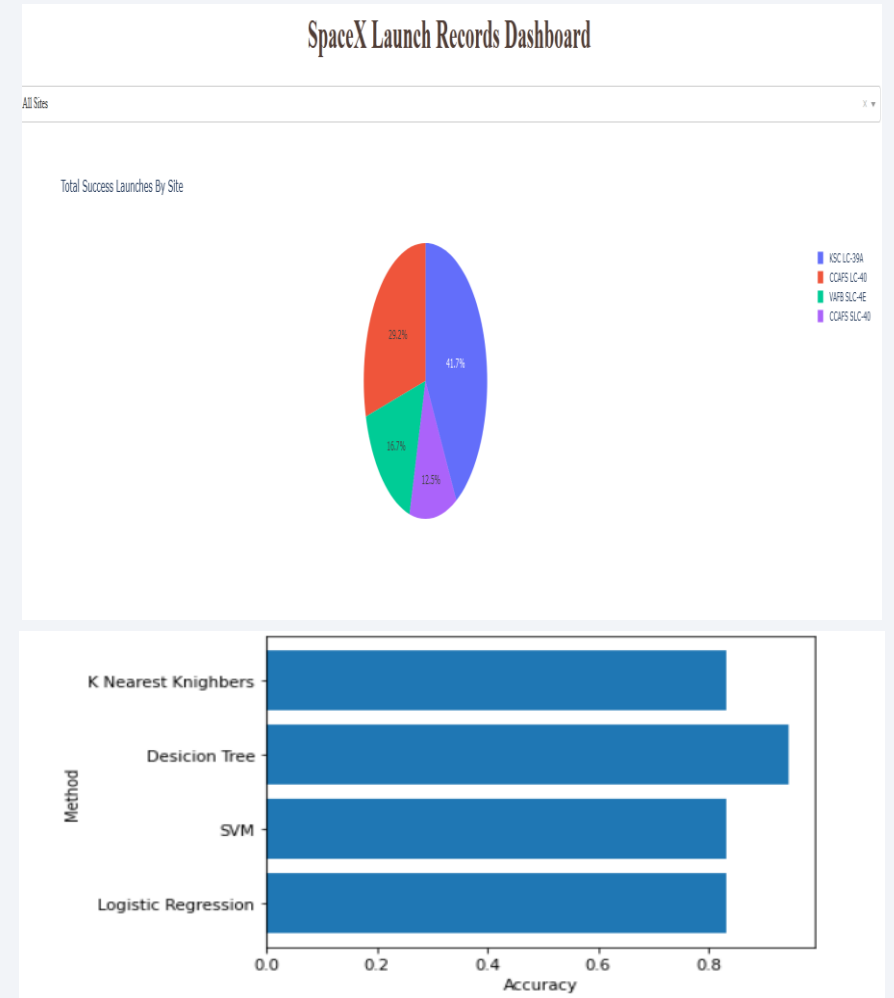 SpaceX Launch Records Dashboard
All Sites
x ▾
Total Success Launches By Site
KSC LC-39A
CCAFS LC-40
VAFB SLC-4E
CCAFS SLC-40
29.2%
41.7%
16.7%
12.5%
K Nearest Knighbers
Desicion Tree
SVM
Logistic Regression
Method
0.0 0.2 0.4 0.6 0.8
Accuracy